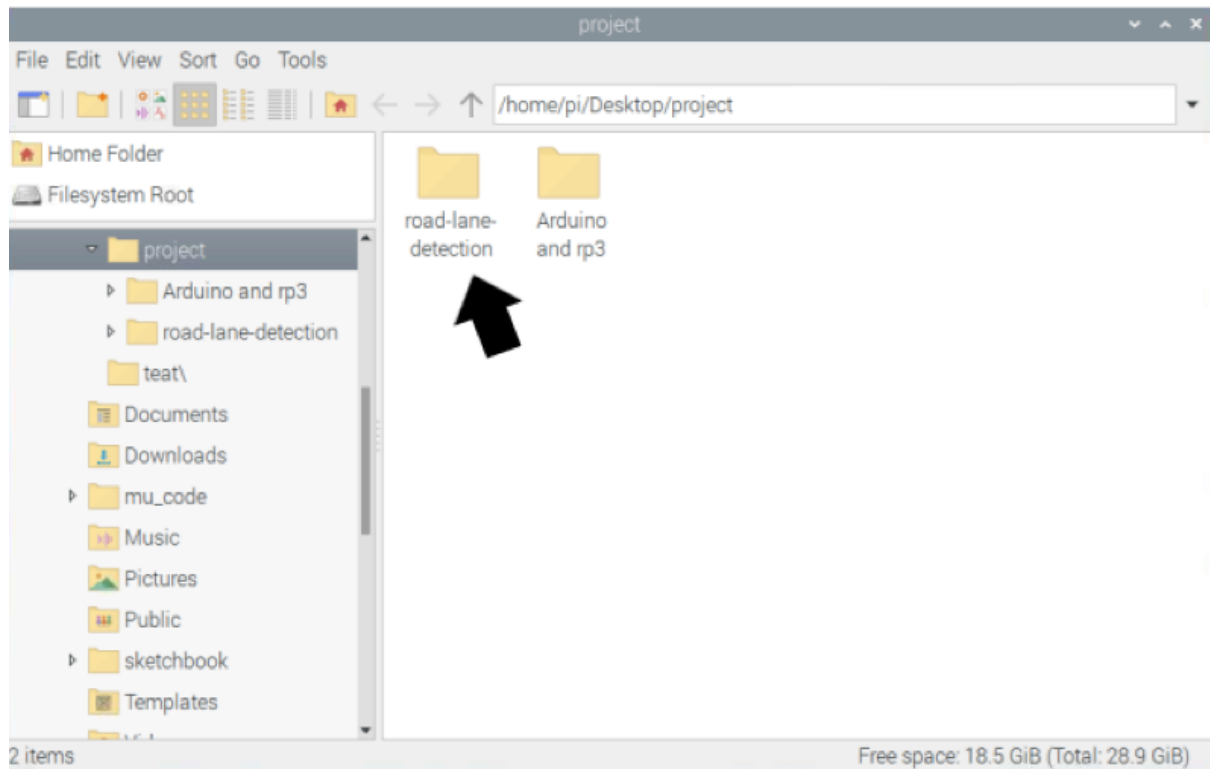 project
File Edit View Sort Go Tools
/home/pi/Desktop/project
Home Folder
Filesystem Root
project
Arduino and rp3
road-lane-detection
teat\
Documents
Downloads
mu_code
Music
Pictures
Public
sketchbook
Templates
road-lane-
detection
Arduino
and rp3
2 items
Free space: 18.5 GiB (Total: 28.9 GiB)